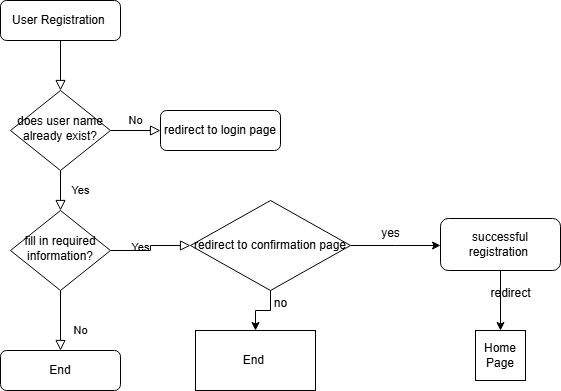 User Registration
does user name
already exist?
No
redirect to login page
Yes
fill in required
information?
Yes
redirect to confirmation page
yes
successful
registration
no
redirect
No
End
End
Home
Page